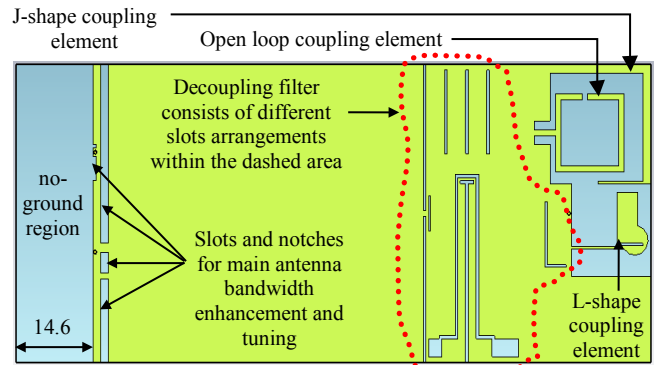 J-shape coupling
element
Open loop coupling element
Decoupling filter
consists of different
slots arrangements
within the dashed area
no-
ground
region
Slots and notches
for main antenna
bandwidth
enhancement and
tuning
14.6
L-shape
coupling
element